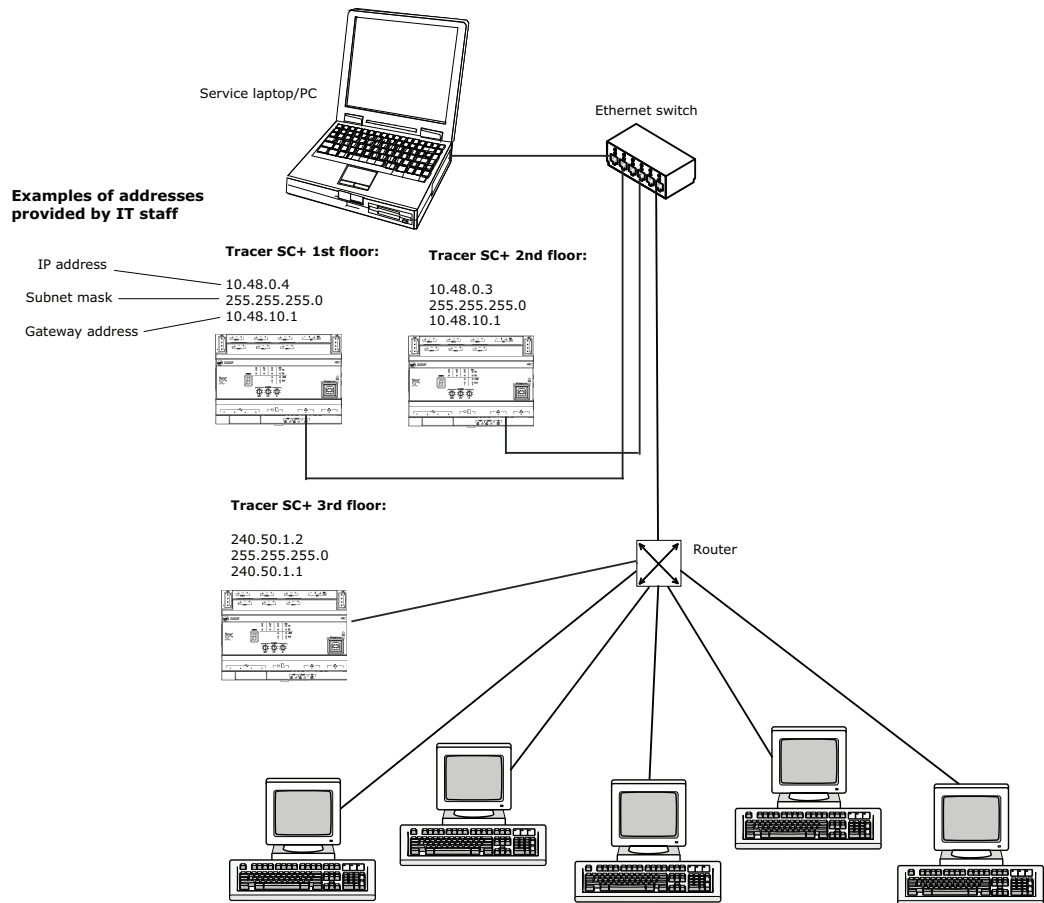 Service laptop/PC
Ethernet switch
Examples of addresses
provided by IT staff
IP address
Subnet mask
Gateway address
Tracer SC+ 1st floor:
10.48.0.4
255.255.255.0
10.48.10.1
Tracer SC+ 2nd floor:
10.48.0.3
255.255.255.0
10.48.10.1
Tracer SC+ 3rd floor:
240.50.1.2
255.255.255.0
240.50.1.1
Router